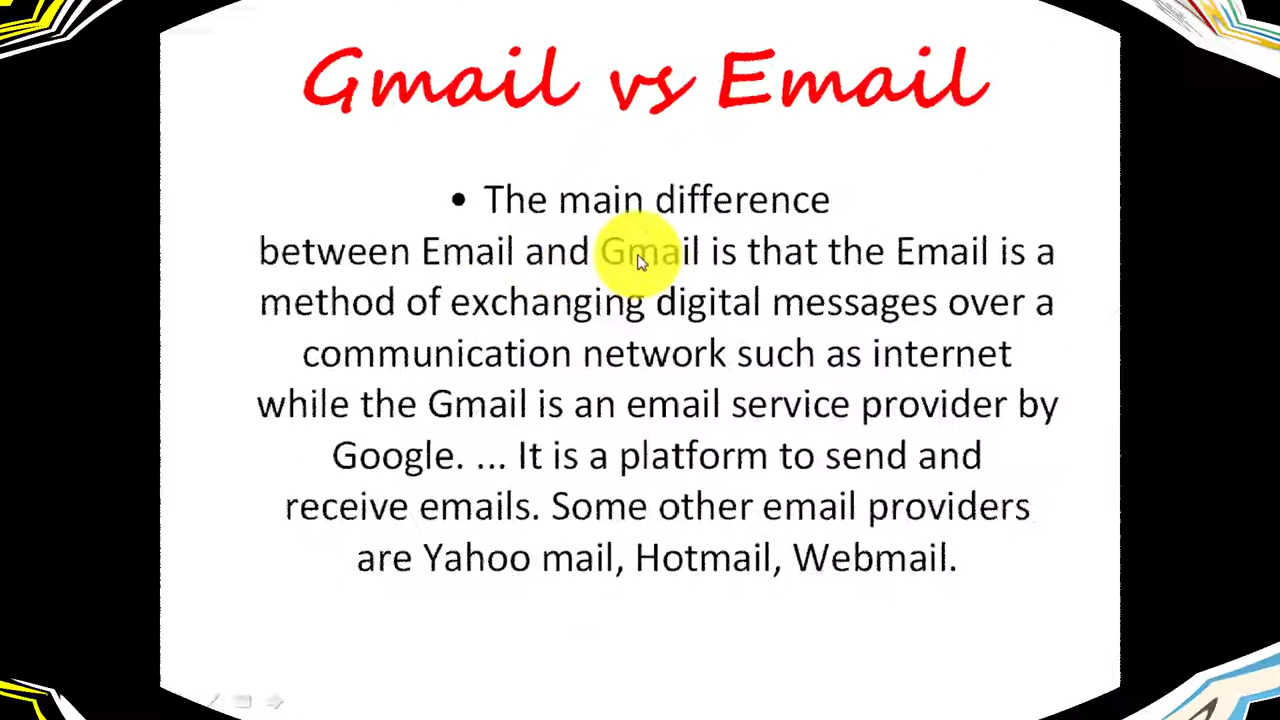 Gmail vs Email
• The main difference
between Email and Gmail is that the Email is a
method of exchanging digital messages over a
communication network such as internet
while the Gmail is an email service provider by
Google. ... It is a platform to send and
receive emails. Some other email providers
are Yahoo mail, Hotmail, Webmail.